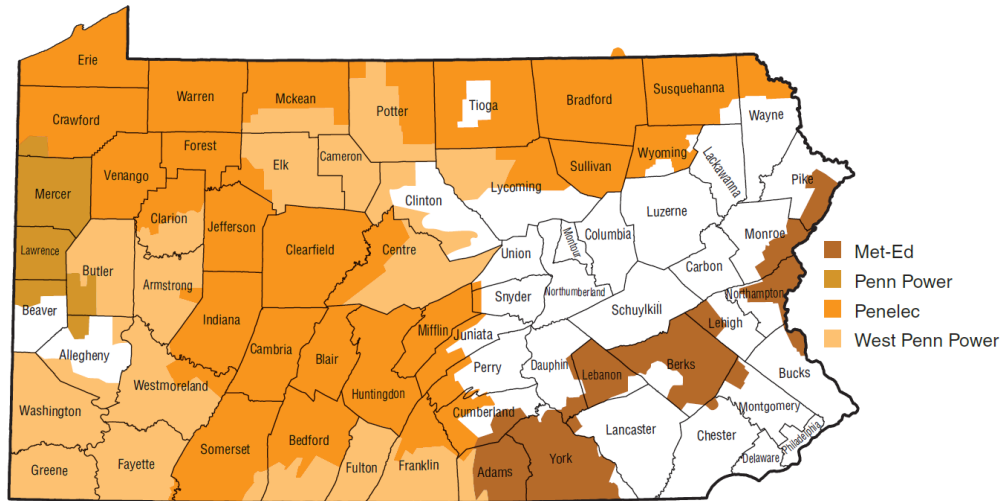 Erie
Crawford
Warren
Mckean
Potter
Tioga
Bradford
Susquehanna
Wayne
Mercer
Venango
Forest
Elk
Cameron
Clinton
Lycoming
Sullivan
Wyoming
Lackawanna
Pike
Lawrence
Butler
Clarion
Jefferson
Clearfield
Centre
Union
Montour
Columbia
Luzerne
Monroe
Beaver
Armstrong
Indiana
Snyder
Northumberland
Schuylkill
Carbon
Northampton
Lehigh
Allegheny
Westmoreland
Cambria
Blair
Mifflin
Juniata
Perry
Dauphin
Lebanon
Berks
Bucks
Huntingdon
Cumberland
Montgomery
Philadelphia
Washington
Greene
Fayette
Somerset
Bedford
Fulton
Franklin
Adams
York
Lancaster
Chester
Delaware
Met-Ed
Penn Power
Penelec
West Penn Power